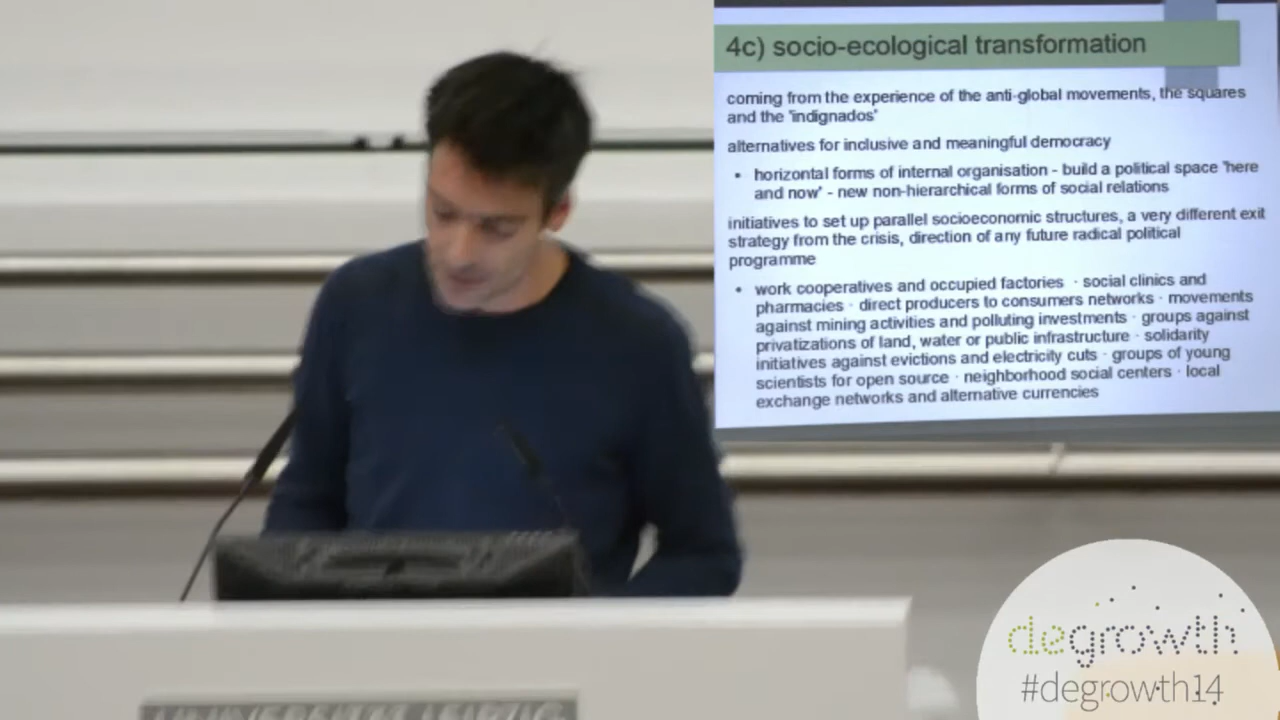 4c) socio-ecological transformation
coming from the experience of the anti-global movements, the squares
and the 'indignados'
alternatives for inclusive and meaningful democracy
• horizontal forms of internal organisation - build a political space 'here
and now' - new non-hierarchical forms of social relations
initiatives to set up parallel socioeconomic structures, a very different exit
strategy from the crisis, direction of any future radical political
programme
• work cooperatives and occupied factories · social clinics and
pharmacies · direct producers to consumers networks · movements
against mining activities and polluting investments · groups against
privatizations of land, water or public infrastructure · solidarity
initiatives against evictions and electricity cuts · groups of young
scientists for open source · neighborhood social centers · local
exchange networks and alternative currencies
UNIVERSITÄT LEIPZIG
degrowth
#degrowth14